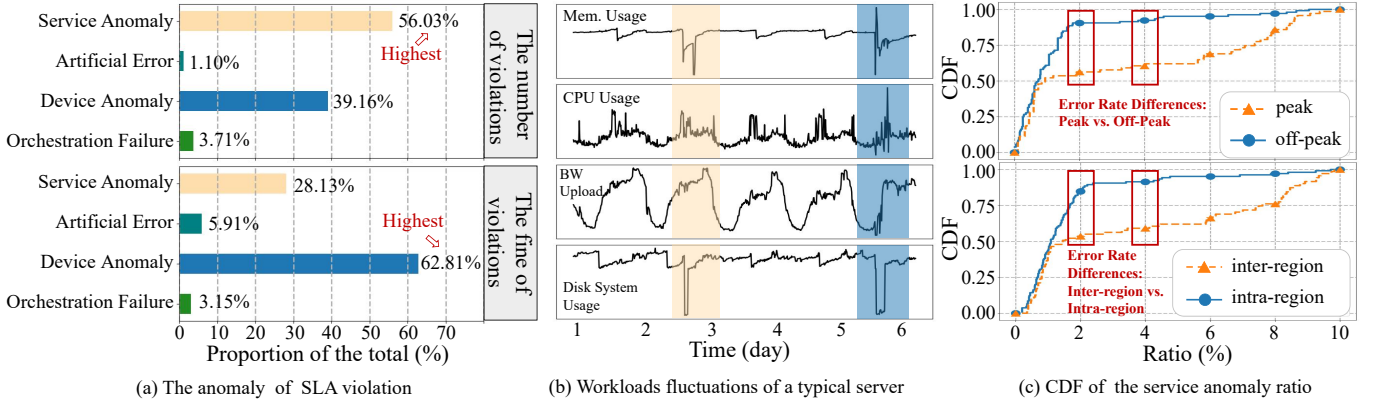 Service Anomaly
56.03%
Highest
Artificial Error
1.10%
Device Anomaly
39.16%
Orchestration Failure
3.71%
The number
of violations
Service Anomaly
28.13%
Artificial Error
5.91%
Highest
Device Anomaly
62.81%
Orchestration Failure
3.15%
The fine of
violations
0 10 20 30 40 50 60 70
Proportion of the total (%)
(a) The anomaly of SLA violation
Mem. Usage
CPU Usage
BW
Upload
Disk System
Usage
1 2 3 4 5 6
Time (day)
(b) Workloads fluctuations of a typical server
CDF
1.00
0.75
0.50
0.25
0.00
Error Rate Differences:
Peak vs. Off-Peak
peak
off-peak
CDF
1.00
0.75
0.50
0.25
0.00
Error Rate
Differences:
Inter-region vs.
Intra-region
inter-region
intra-region
0 2 4 6 8 10
Ratio (%)
(c) CDF of the service anomaly ratio